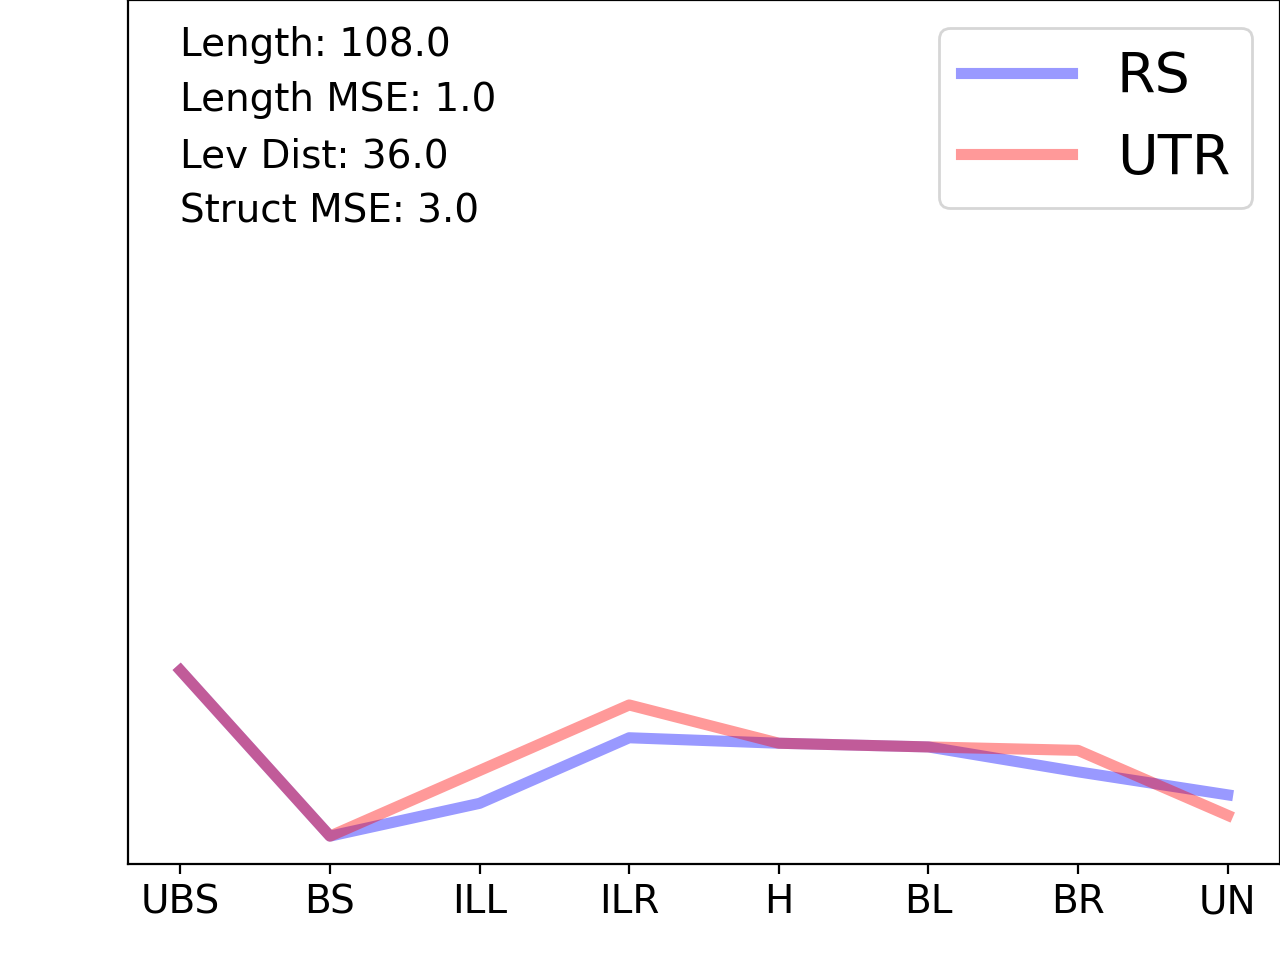 Length: 108.0
Length MSE: 1.0
Lev Dist: 36.0
Struct MSE: 3.0
RS
UTR
UBS BS ILL ILR H BL BR UN